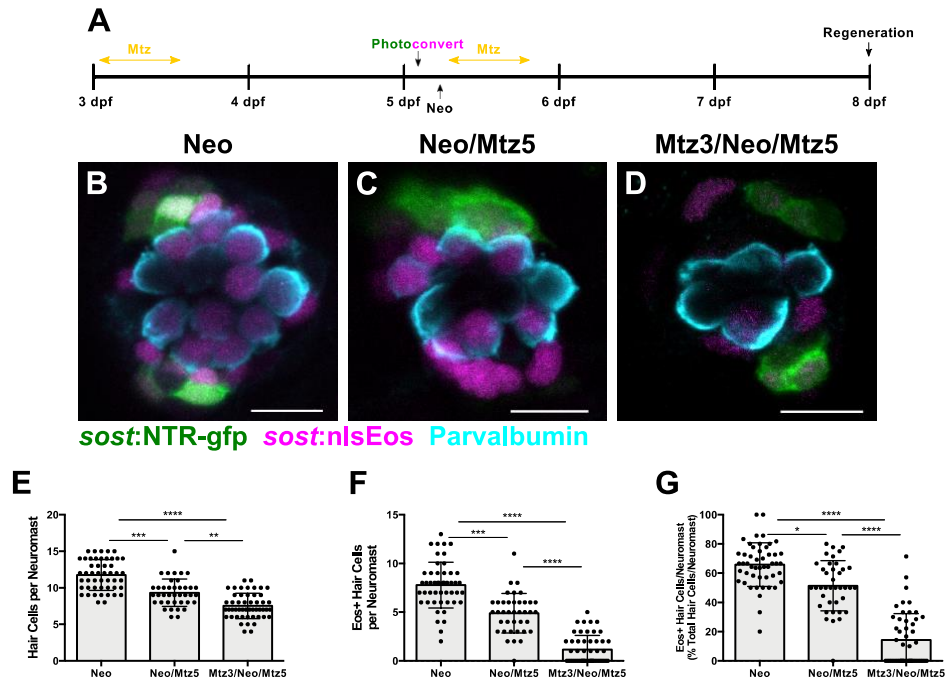 A
Mtz
Photoconvert
Mtz
Regeneration
3 dpf
4 dpf
5 dpf
Neo
6 dpf
7 dpf
8 dpf
Neo
Neo/Mtz5
Mtz3/Neo/Mtz5
B
C
D
sost:NTR-gfp sost:nlsEos Parvalbumin
E
Hair Cells per Neuromast
20
15
10
5
0
****
***
**
Neo
Neo/Mtz5
Mtz3/Neo/Mtz5
F
Eos+ Hair Cells
per Neuromast
15
10
5
0
****
***
****
Neo
Neo/Mtz5
Mtz3/Neo/Mtz5
G
Eos+ Hair Cells/Neuromast
(% Total Hair Cells/Neuromast)
100
80
60
40
20
0
****
*
****
Neo
Neo/Mtz5
Mtz3/Neo/Mtz5